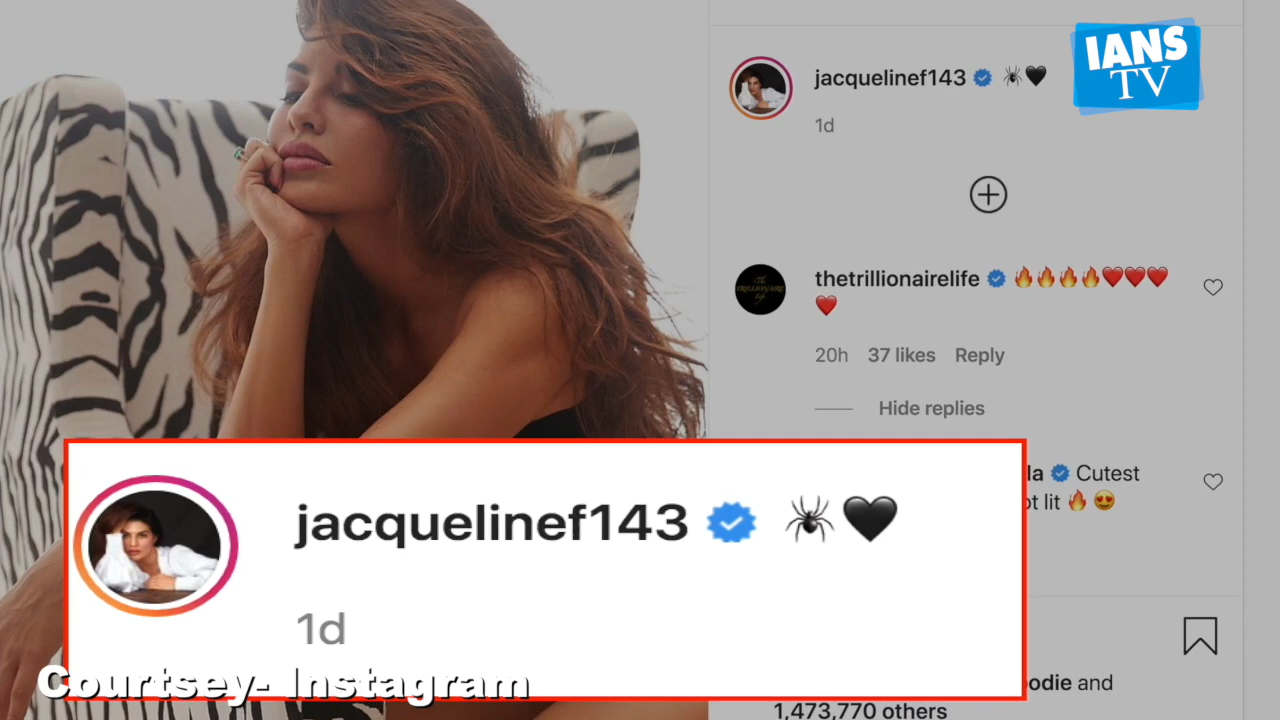 IANS
TV
jacquelinef143 🕷🖤
1d
thetrillionairelife 🔥🔥🔥🔥❤️❤️❤️
❤️
20h 37 likes Reply
Hide replies
Cutest
lit 🔥😍
jacquelinef143 🕷🖤
1d
and
1,473,770 others
Courtsey- Instagram